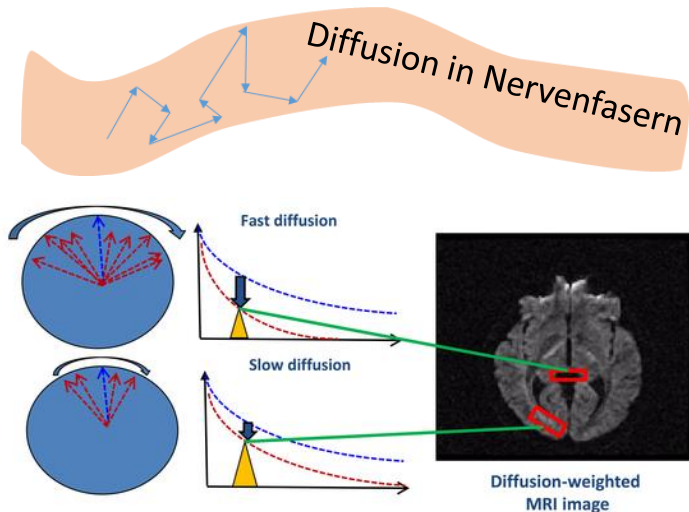 Diffusion in Nervenfasern
Fast diffusion
Slow diffusion
Diffusion-weighted
MRI image